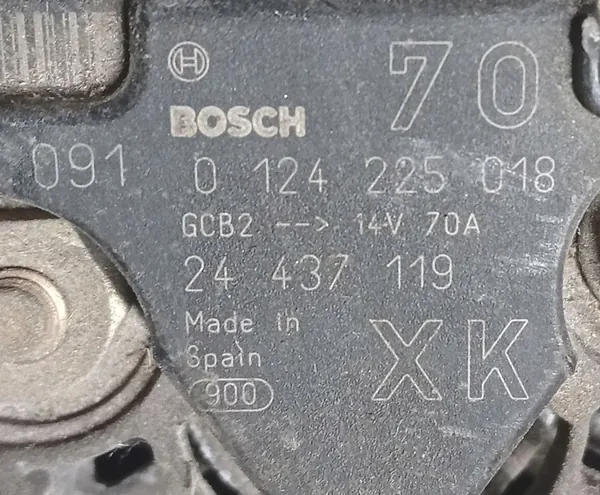 70
BOSCH
091 0 124 225 018
GCB2 --> 14V 70A
24 437 119
Made in
Spain
XK
900